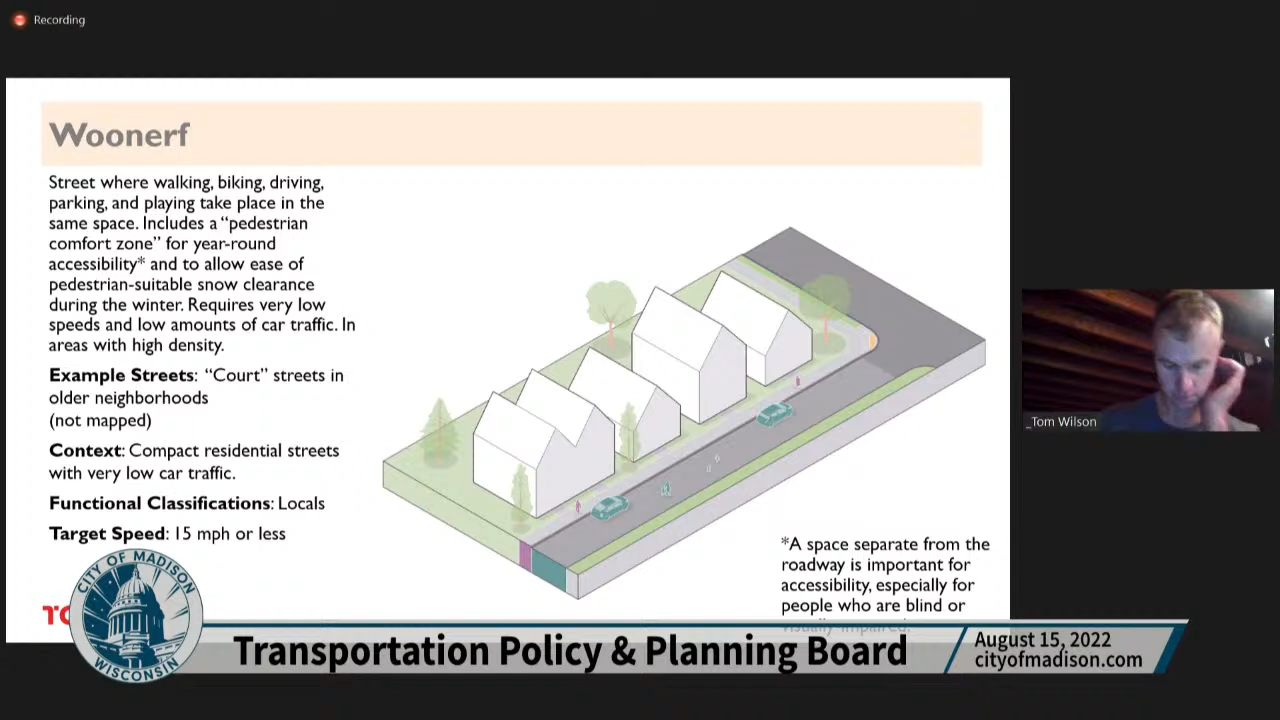 Recording
Woonerf
Street where walking, biking, driving,
parking, and playing take place in the
same space. Includes a “pedestrian
comfort zone” for year-round
accessibility* and to allow ease of
pedestrian-suitable snow clearance
during the winter. Requires very low
speeds and low amounts of car traffic. In
areas with high density.
Example Streets: “Court” streets in
older neighborhoods
(not mapped)
Context: Compact residential streets
with very low car traffic.
Functional Classifications: Locals
Target Speed: 15 mph or less
*A space separate from the
roadway is important for
accessibility, especially for
people who are blind or
visually impaired.
_Tom Wilson
CITY OF MADISON
WISCONSIN
Transportation Policy & Planning Board
August 15, 2022
cityofmadison.com